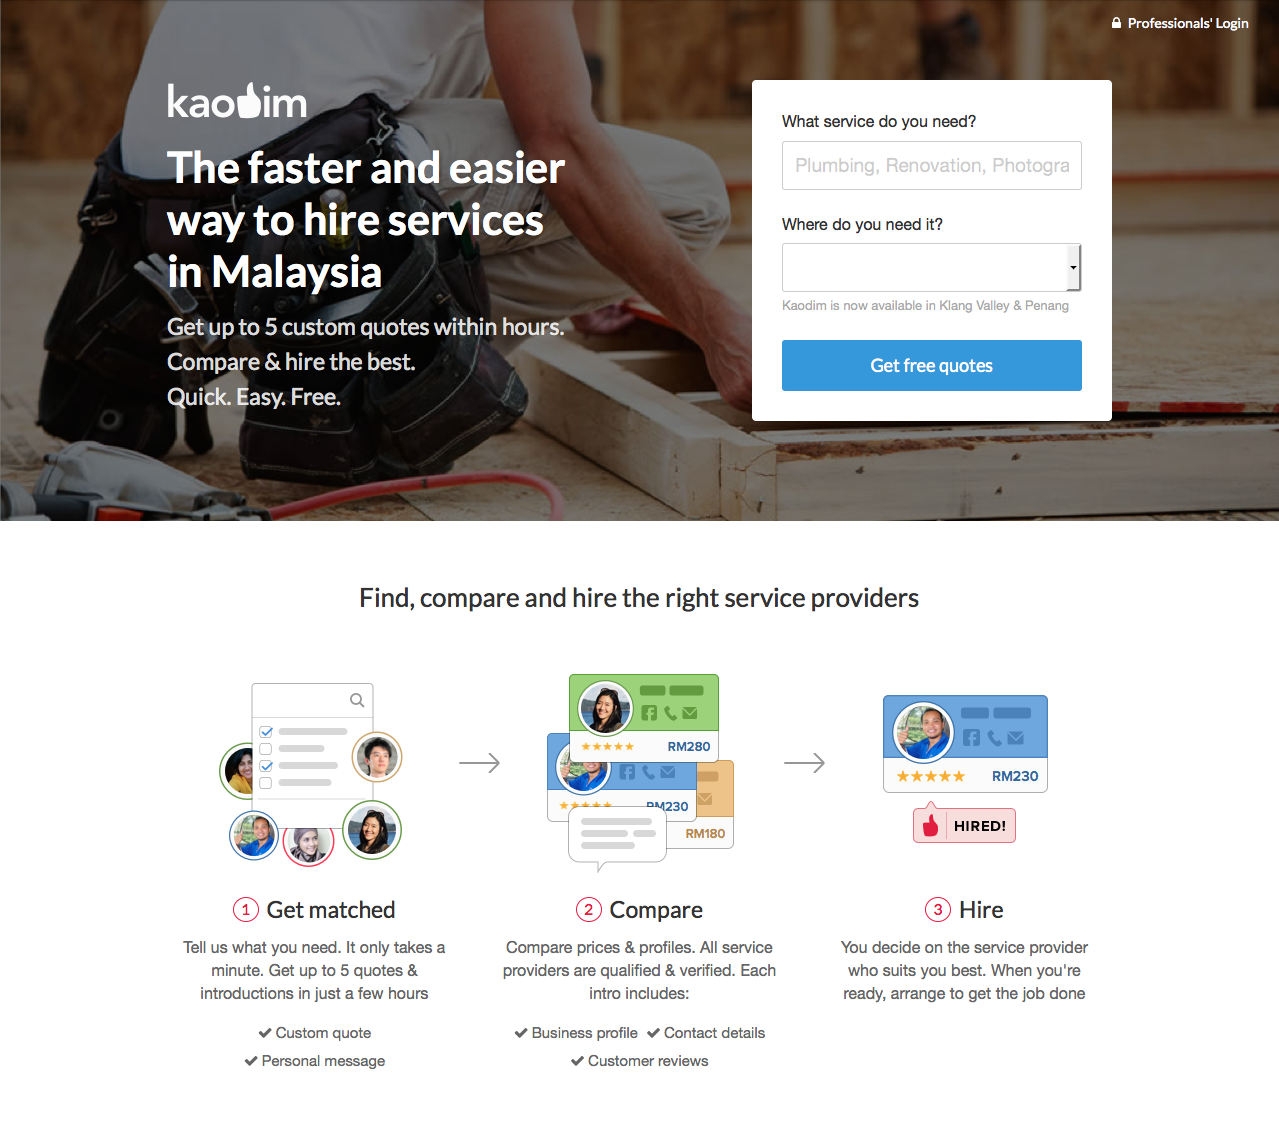 Professionals' Login
kaodim
The faster and easier
way to hire services
in Malaysia
Get up to 5 custom quotes within hours.
Compare & hire the best.
Quick. Easy. Free.
What service do you need?
Plumbing, Renovation, Photogra
Where do you need it?
Kaodim is now available in Klang Valley & Penang
Get free quotes
Find, compare and hire the right service providers
RM280
RM230
RM180
RM230
HIRED!
1 Get matched
Tell us what you need. It only takes a
minute. Get up to 5 quotes &
introductions in just a few hours
Custom quote
Personal message
2 Compare
Compare prices & profiles. All service
providers are qualified & verified. Each
intro includes:
Business profile Contact details
Customer reviews
3 Hire
You decide on the service provider
who suits you best. When you're
ready, arrange to get the job done